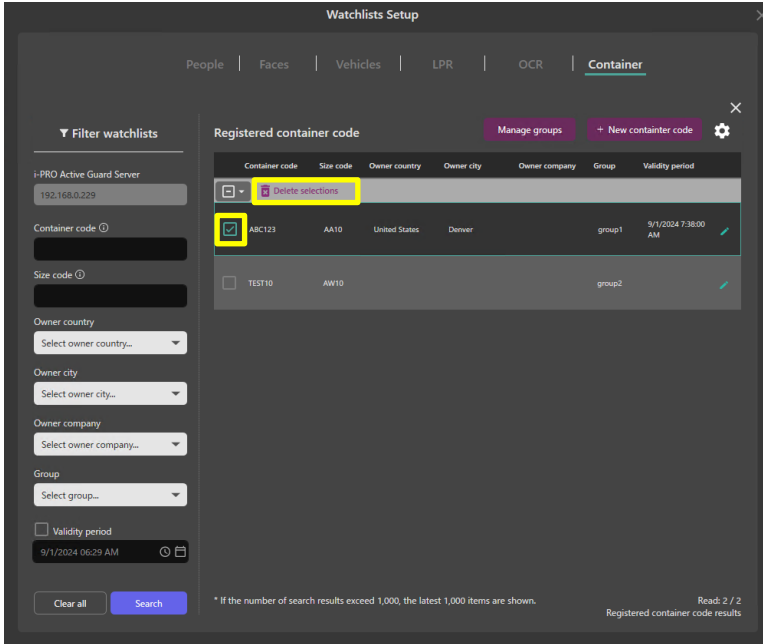 Watchlists Setup
People | Faces | Vehicles | LPR | OCR | Container
Filter watchlists
i-PRO Active Guard Server
192.168.0.229
Container code
Size code
Owner country
Select owner country...
Owner city
Select owner city...
Owner company
Select owner company...
Group
Select group...
Validity period
9/1/2024 06:29 AM
Clear all Search
Registered container code
Manage groups + New containter code
Container code Size code Owner country Owner city Owner company Group Validity period
Delete selections
ABC123 AA10 United States Denver group1 9/1/2024 7:38:00
AM
TEST10 AW10 group2
* If the number of search results exceed 1,000, the latest 1,000 items are shown.
Read: 2 / 2
Registered container code results